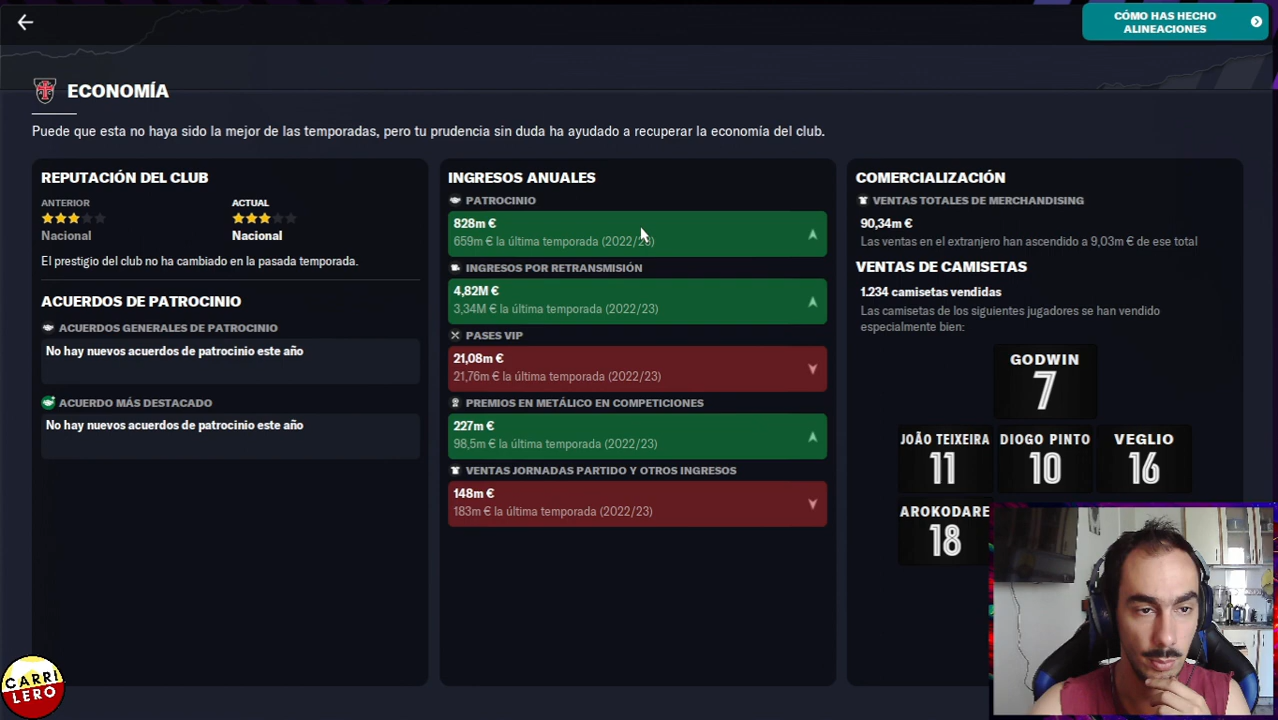 CÓMO HAS HECHO
ALINEACIONES
ECONOMÍA
Puede que esta no haya sido la mejor de las temporadas, pero tu prudencia sin duda ha ayudado a recuperar la economía del club.
REPUTACIÓN DEL CLUB
ANTERIOR
ACTUAL
Nacional
Nacional
El prestigio del club no ha cambiado en la pasada temporada.
ACUERDOS DE PATROCINIO
ACUERDOS GENERALES DE PATROCINIO
No hay nuevos acuerdos de patrocinio este año
ACUERDO MÁS DESTACADO
No hay nuevos acuerdos de patrocinio este año
INGRESOS ANUALES
PATROCINIO
828m €
659m € la última temporada (2022/23)
INGRESOS POR RETRANSMISIÓN
4,82M €
3,34M € la última temporada (2022/23)
PASES VIP
21,08m €
21,76m € la última temporada (2022/23)
PREMIOS EN METÁLICO EN COMPETICIONES
227m €
98,5m € la última temporada (2022/23)
VENTAS JORNADAS PARTIDO Y OTROS INGRESOS
148m €
183m € la última temporada (2022/23)
COMERCIALIZACIÓN
VENTAS TOTALES DE MERCHANDISING
90,34m €
Las ventas en el extranjero han ascendido a 9,03m € de ese total
VENTAS DE CAMISETAS
1.234 camisetas vendidas
Las camisetas de los siguientes jugadores se han vendido
especialmente bien:
GODWIN
7
JOÃO TEIXEIRA
11
DIOGO PINTO
10
VEGLIO
16
AROKODARE
18
CARRI
LERO